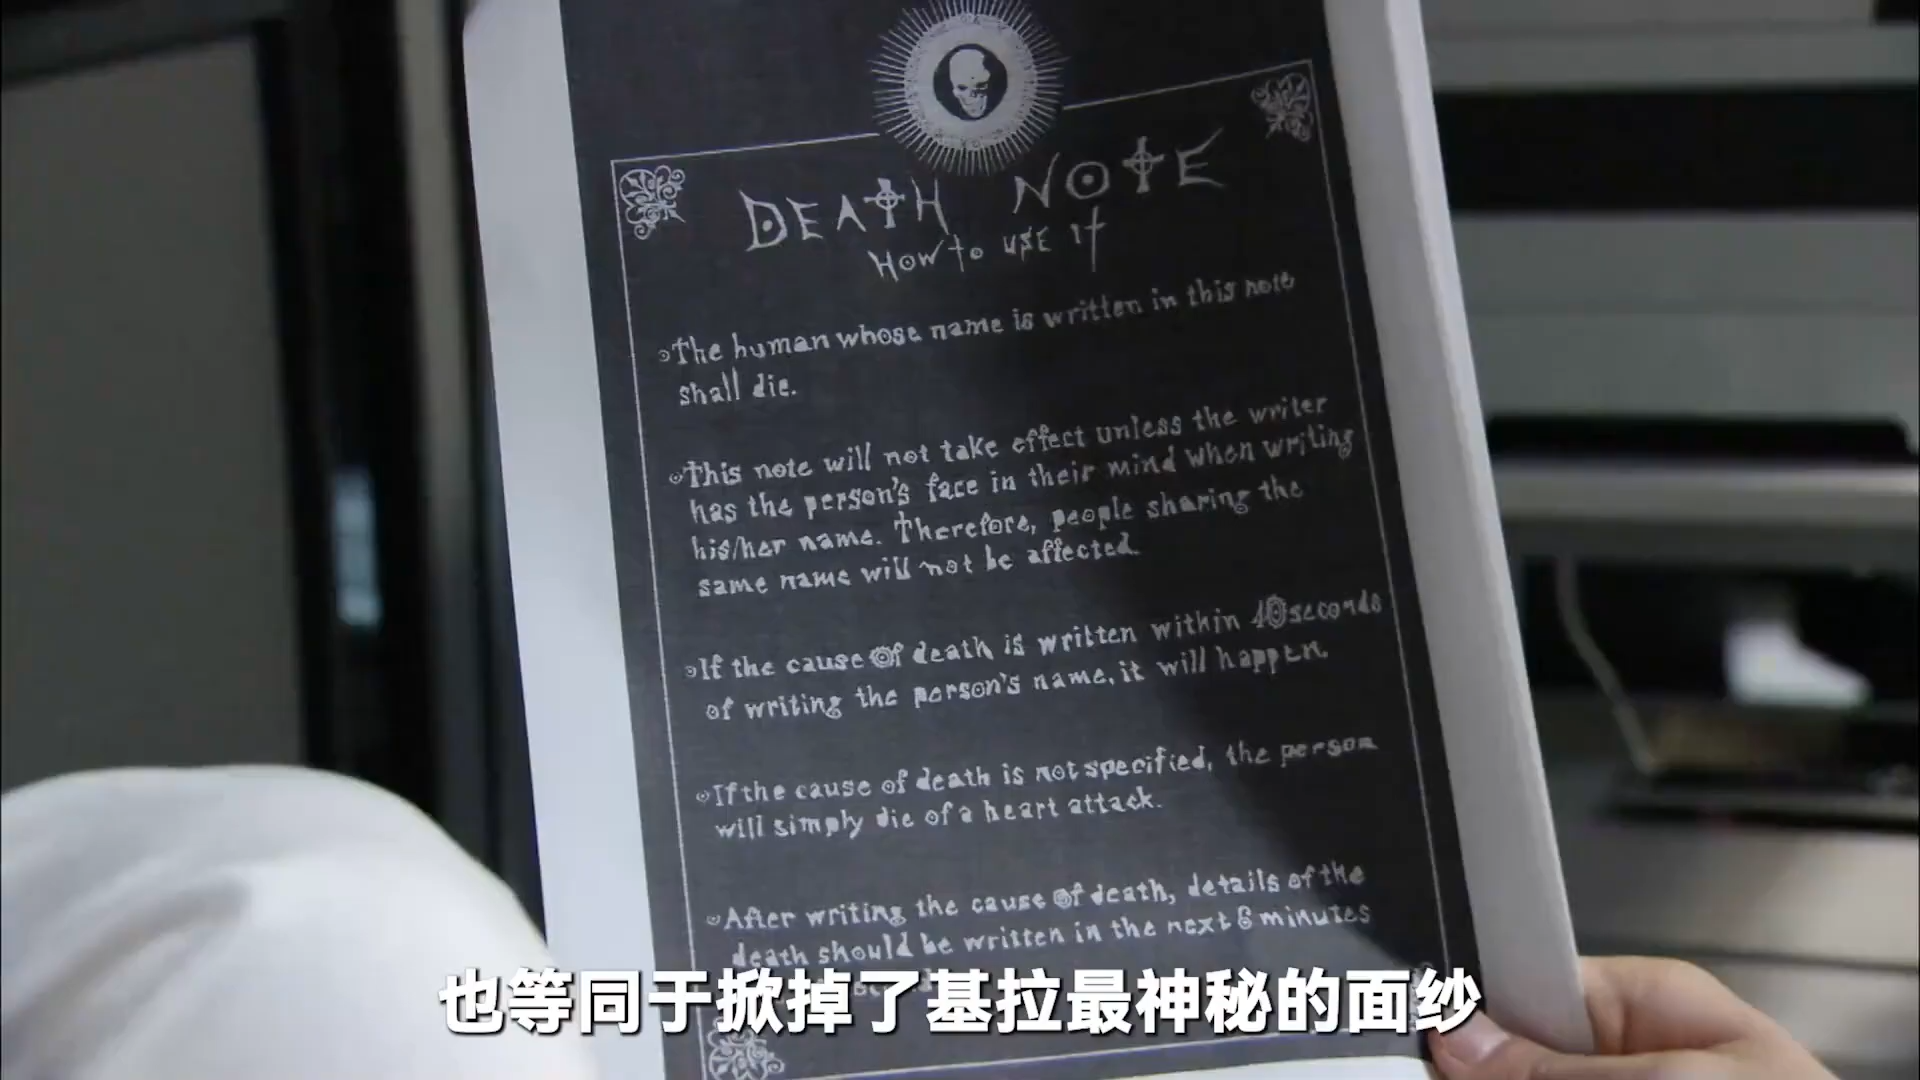 DEATH NOTE
HOW to USE It
The human whose name is written in this note
shall die.
This note will not take effect unless the writer
has the person's face in their mind when writing
his/her name. Therefore, people sharing the
same name will not be affected.
If the cause of death is written within 40 seconds
of writing the person's name, it will happen.
If the cause of death is not specified, the person
will simply die of a heart attack.
After writing the cause of death, details of the
death should be written in the next 6 minutes
也等同于掀掉了基拉最神秘的面纱